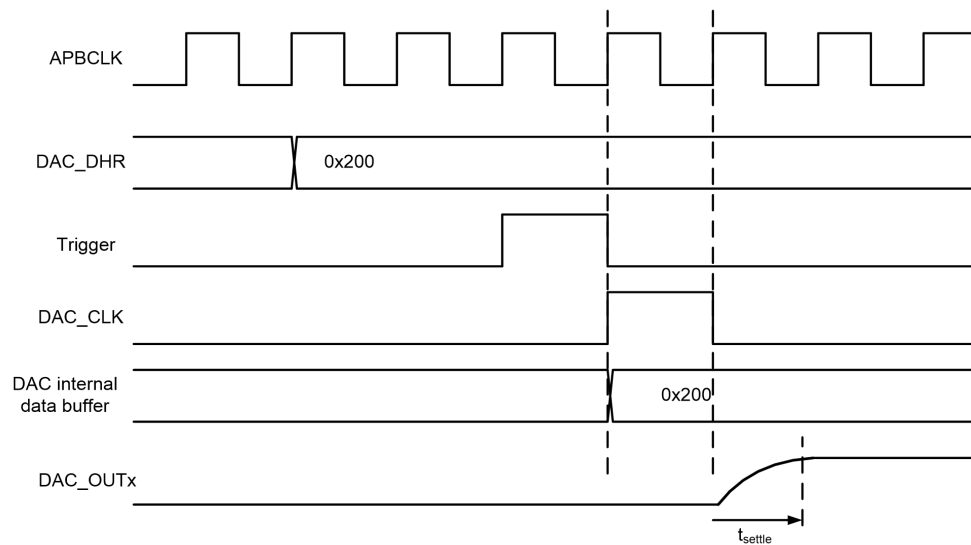 APBCLK
DAC_DHR
0x200
Trigger
DAC_CLK
DAC internal
data buffer
0x200
DAC_OUTx
tsettle